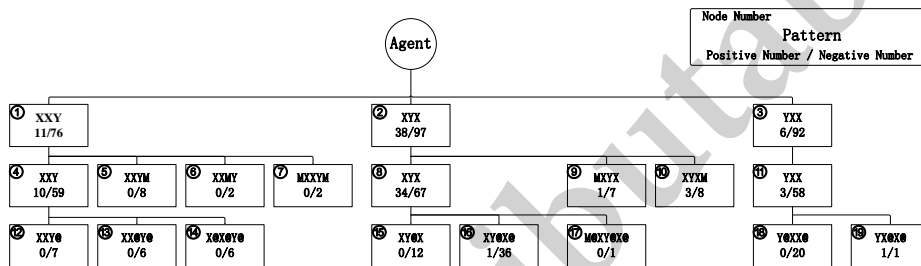 Node Number
Pattern
Positive Number / Negative Number
Agent
① XXY
11/76
② XYX
38/97
③ YXX
6/92
④ XXY
10/59
⑤ XXYM
0/8
⑥ XXMY
0/2
⑦ MXXYM
0/2
⑧ XYX
34/67
⑨ MXYX
1/7
⑩ XYXM
3/8
⑪ YXX
3/58
⑫ XXY@
0/7
⑬ XX@Y@
0/6
⑭ X@X@Y@
0/6
⑮ XY@X
0/12
⑯ XY@X@
1/36
⑰ M@XY@X@
0/1
⑱ Y@XX@
0/20
⑲ YX@X@
1/1